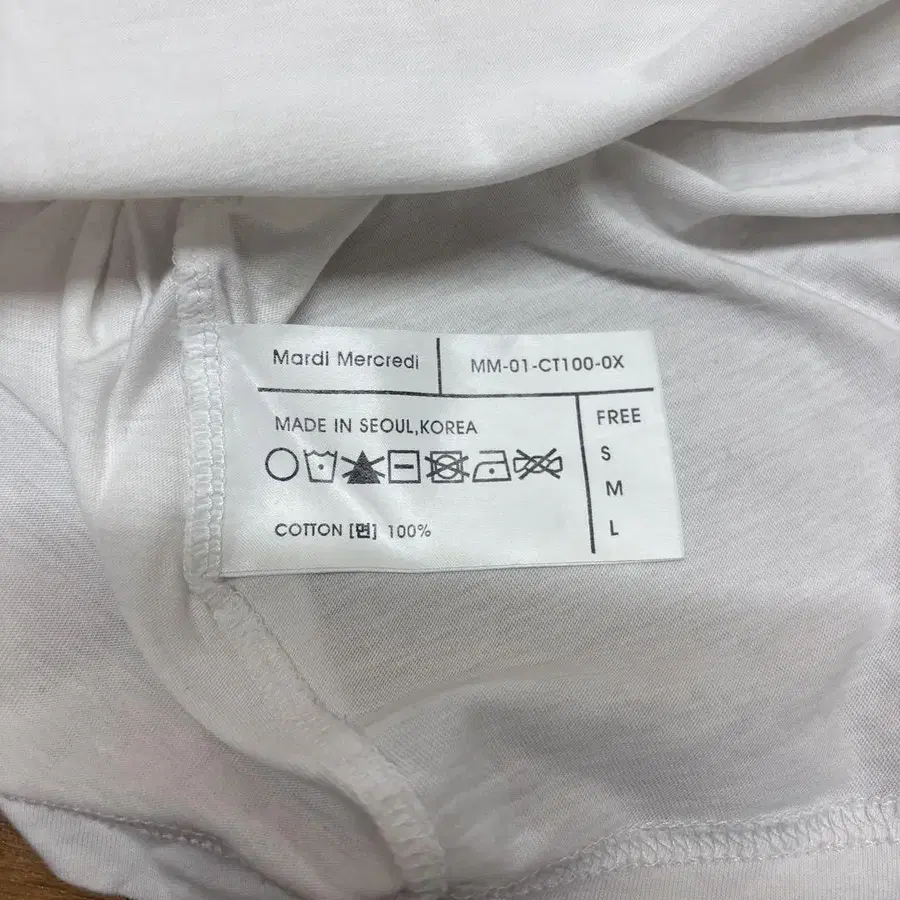 Mardi Mercredi
MM-01-CT100-0X
MADE IN SEOUL,KOREA
COTTON [면] 100%
FREE
S
M
L